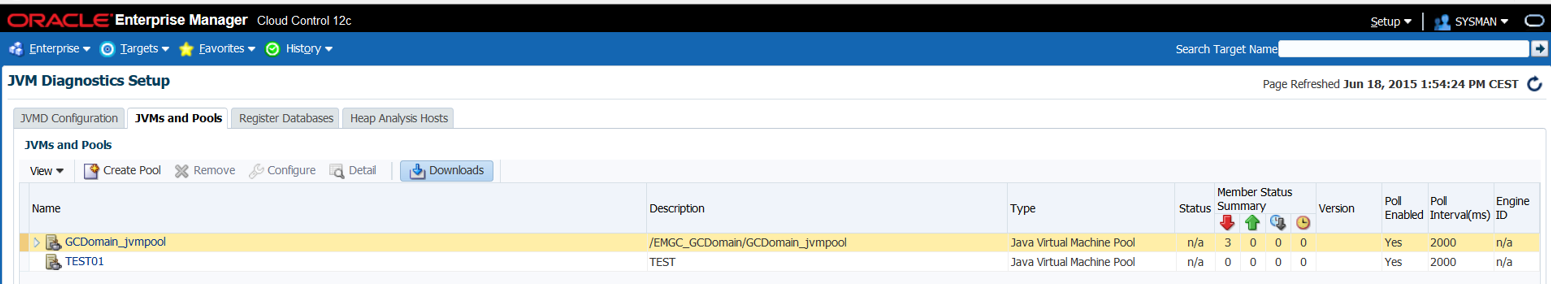 ORACLE Enterprise Manager Cloud Control 12c
Setup SYSMAN
Enterprise Targets Favorites History Search Target Name
JVM Diagnostics Setup
Page Refreshed Jun 18, 2015 1:54:24 PM CEST
JVMD Configuration JVMs and Pools Register Databases Heap Analysis Hosts
JVMs and Pools
View Create Pool Remove Configure Detail Downloads
Name Description Type Status Member Status Summary Version Poll Enabled Poll Interval(ms) Engine ID
GCDomain_jvmpool /EMGC_GCDomain/GCDomain_jvmpool Java Virtual Machine Pool n/a 3 0 0 0 Yes 2000 n/a
TEST01 TEST Java Virtual Machine Pool n/a 0 0 0 0 Yes 2000 n/a